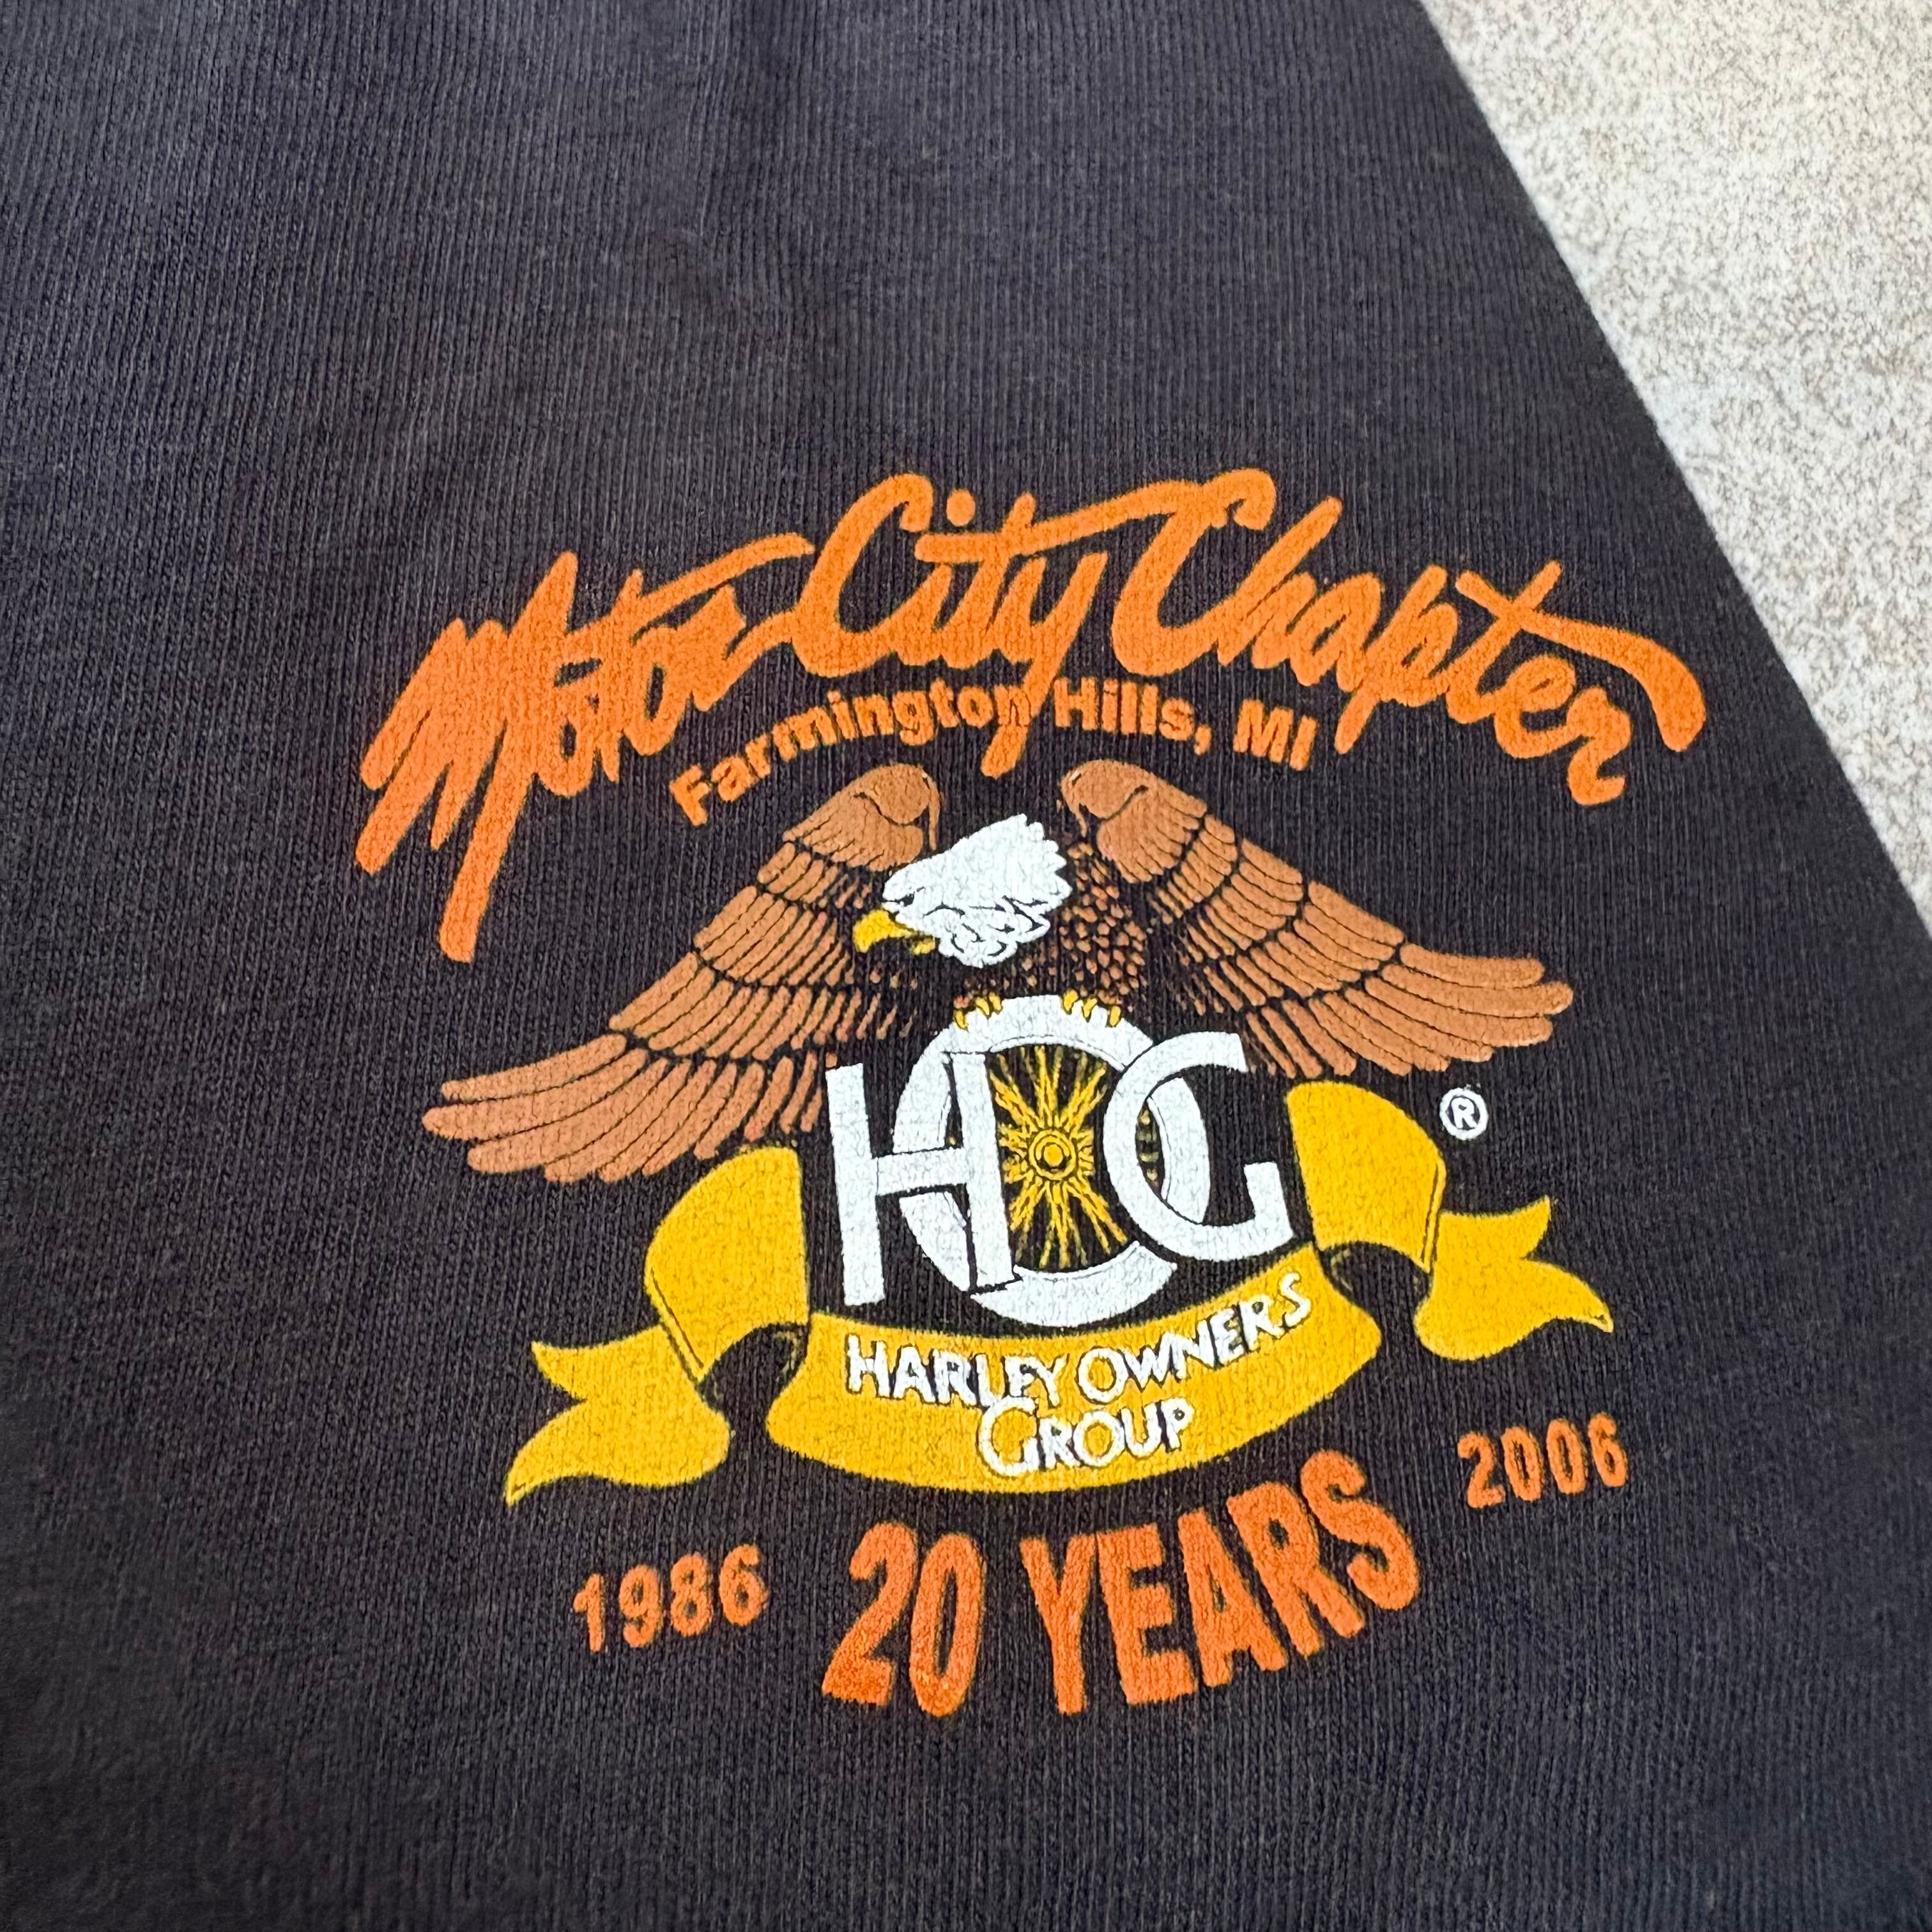 Motor City Chapter
Farmington Hills, MI
HOG ®
HARLEY OWNERS
GROUP
1986 20 YEARS 2006